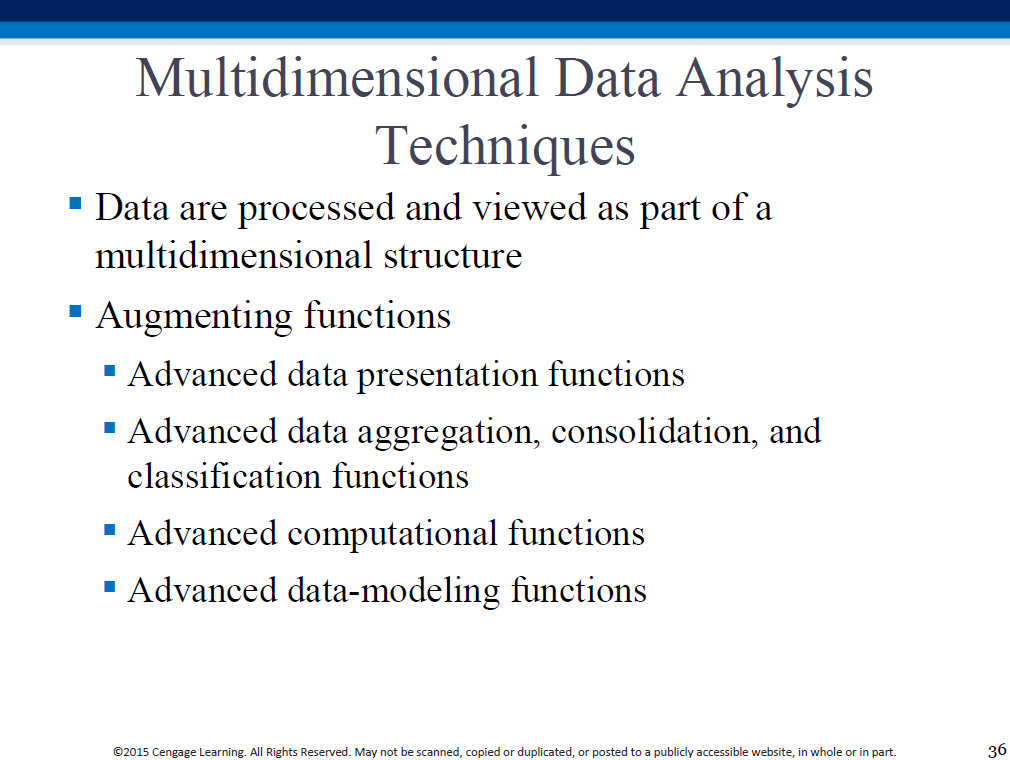 Multidimensional Data Analysis
Techniques
▪ Data are processed and viewed as part of a
multidimensional structure
▪ Augmenting functions
▪ Advanced data presentation functions
▪ Advanced data aggregation, consolidation, and
classification functions
▪ Advanced computational functions
▪ Advanced data-modeling functions
©2015 Cengage Learning. All Rights Reserved. May not be scanned, copied or duplicated, or posted to a publicly accessible website, in whole or in part.
36